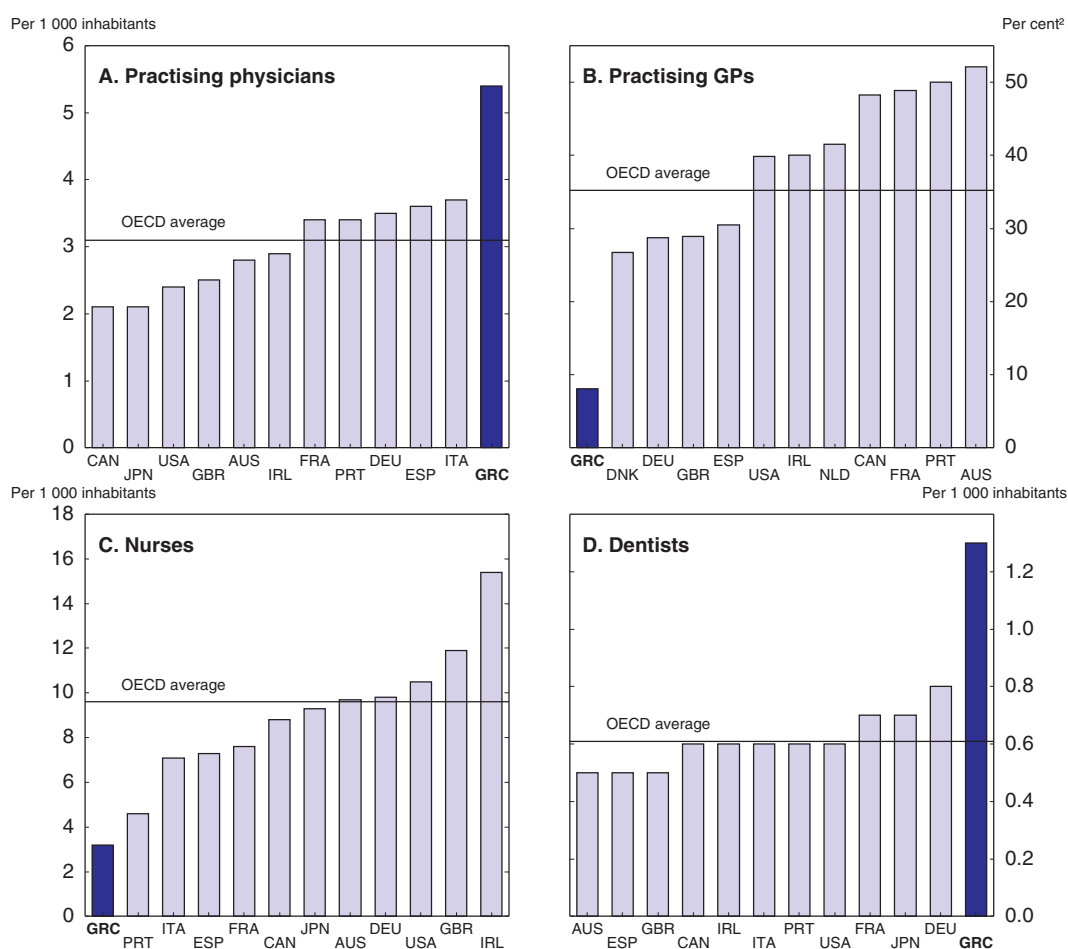 Per 1 000 inhabitants
Per cent²
A. Practising physicians
6
5
4
3
2
1
0
OECD average
CAN JPN USA GBR AUS IRL FRA PRT DEU ESP ITA GRC
B. Practising GPs
50
40
30
20
10
0
OECD average
GRC DNK DEU GBR ESP USA IRL NLD CAN FRA PRT AUS
Per 1 000 inhabitants
Per 1 000 inhabitants
C. Nurses
18
16
14
12
10
8
6
4
2
0
OECD average
GRC PRT ITA ESP FRA CAN JPN AUS DEU USA GBR IRL
D. Dentists
1.2
1.0
0.8
0.6
0.4
0.2
0.0
OECD average
AUS ESP GBR CAN IRL ITA PRT USA FRA JPN DEU GRC